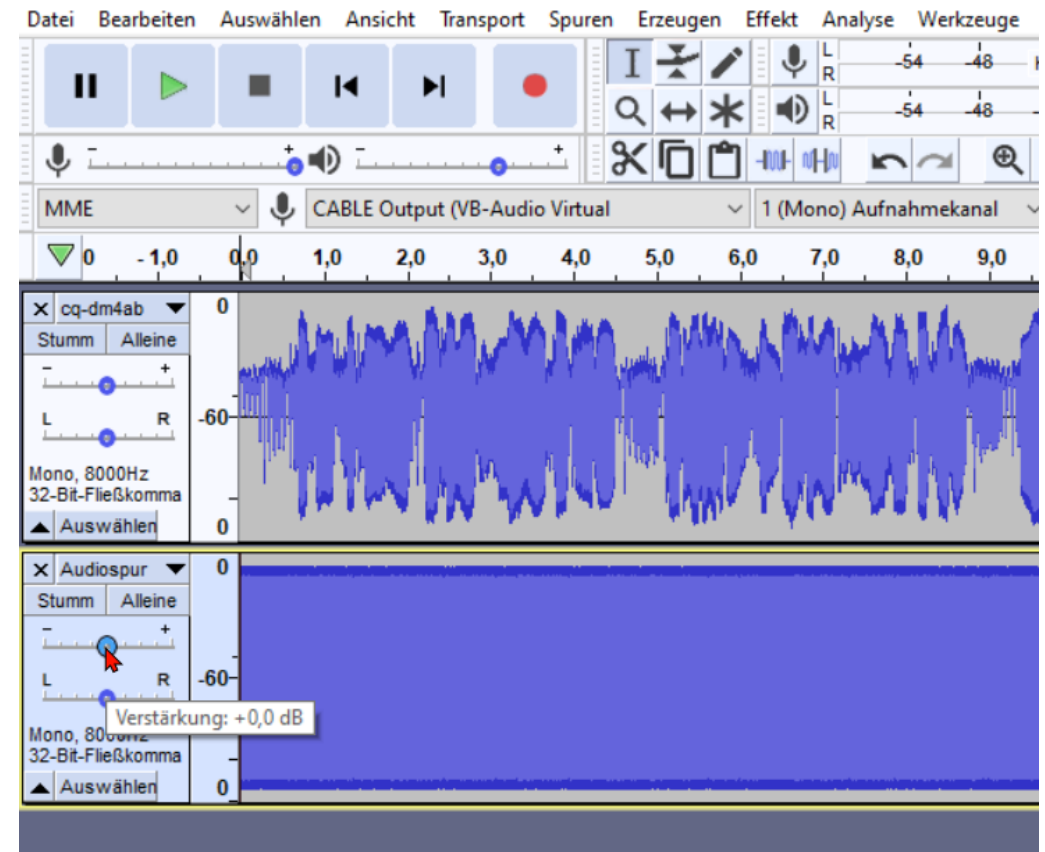 Datei Bearbeiten Auswählen Ansicht Transport Spuren Erzeugen Effekt Analyse Werkzeuge
L
R
-54 -48
- +
- +
L
R
-54 -48
MME CABLE Output (VB-Audio Virtual 1 (Mono) Aufnahmekanal
0 - 1,0 0,0 1,0 2,0 3,0 4,0 5,0 6,0 7,0 8,0 9,0
X cq-dm4ab
Stumm Alleine
- +
L R
Mono, 8000Hz
32-Bit-Fließkomma
Auswählen
0
-60
0
X Audiospur
Stumm Alleine
- +
L R
Verstärkung: +0,0 dB
Mono, 8000Hz
32-Bit-Fließkomma
Auswählen
0
-60
0